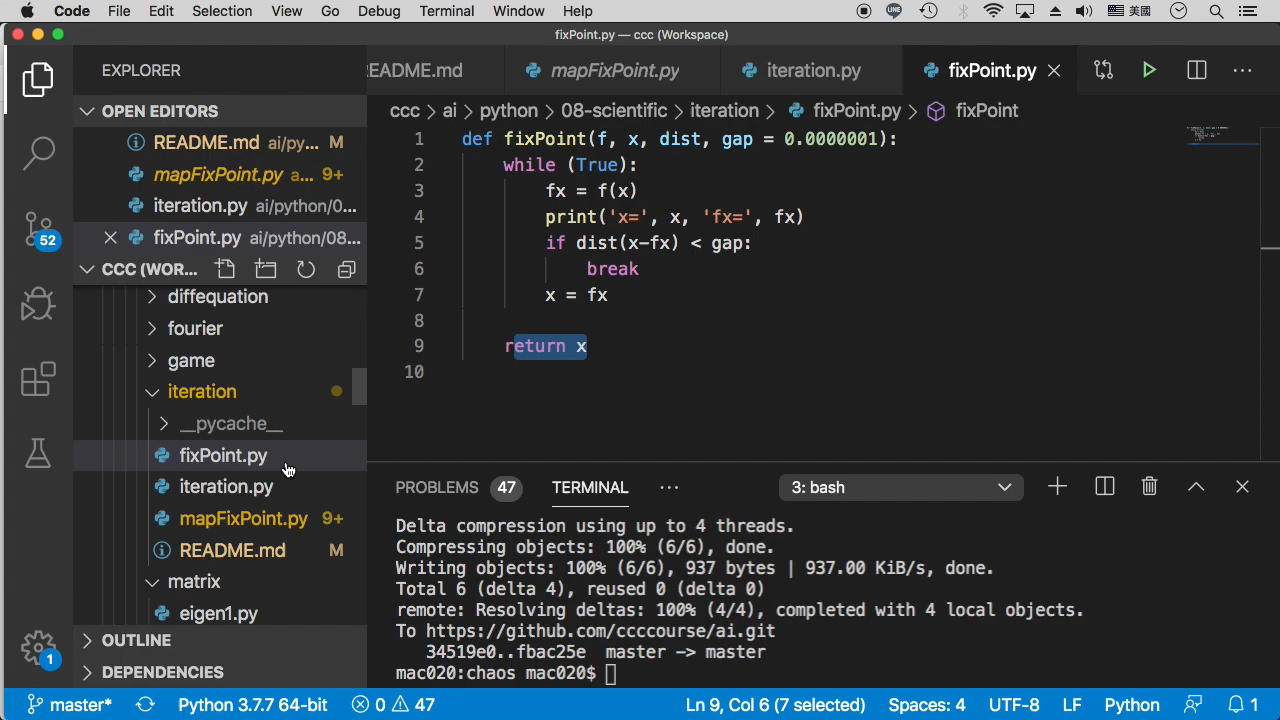 Code File Edit Selection View Go Debug Terminal Window Help
LINE 美國
fixPoint.py — ccc (Workspace)
EXPLORER
README.md mapFixPoint.py iteration.py fixPoint.py
ccc > ai > python > 08-scientific > iteration > fixPoint.py > fixPoint
OPEN EDITORS
README.md ai/py... M
mapFixPoint.py a... 9+
iteration.py ai/python/0...
fixPoint.py ai/python/08...
52
CCC (WOR...
diffequation
fourier
game
iteration
__pycache__
fixPoint.py
iteration.py
mapFixPoint.py 9+
README.md M
matrix
eigen1.py
OUTLINE
DEPENDENCIES
1
1 def fixPoint(f, x, dist, gap = 0.0000001):
2 while (True):
3 fx = f(x)
4 print('x=', x, 'fx=', fx)
5 if dist(x-fx) < gap:
6 break
7 x = fx
8
9 return x
10
PROBLEMS 47 TERMINAL ··· 3: bash
Delta compression using up to 4 threads.
Compressing objects: 100% (6/6), done.
Writing objects: 100% (6/6), 937 bytes | 937.00 KiB/s, done.
Total 6 (delta 4), reused 0 (delta 0)
remote: Resolving deltas: 100% (4/4), completed with 4 local objects.
To https://github.com/ccccourse/ai.git
34519e0..fbac25e master -> master
mac020:chaos mac020$
master* Python 3.7.7 64-bit 0 47 Ln 9, Col 6 (7 selected) Spaces: 4 UTF-8 LF Python 1